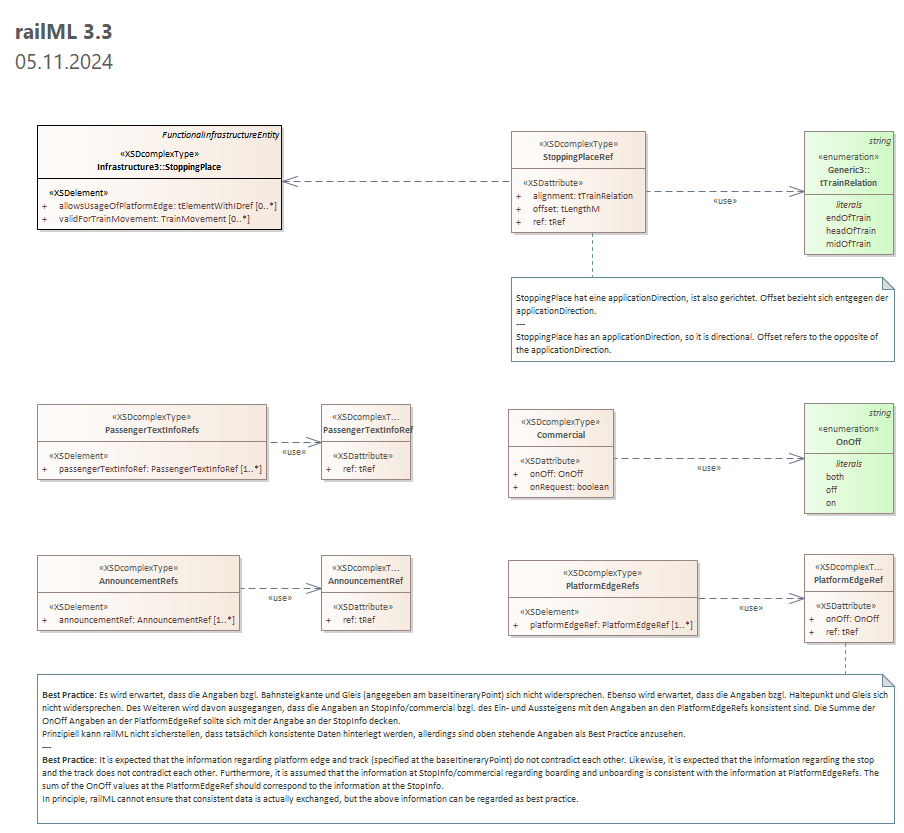 railML 3.3
05.11.2024
FunctionalInfrastructureEntity
«XSDcomplexType»
Infrastructure3::StoppingPlace
«XSDelement»
+ allowsUsageOfPlatformEdge: tElementWithIDref [0..*]
+ validForTrainMovement: TrainMovement [0..*]
«XSDcomplexType»
StoppingPlaceRef
«XSDattribute»
+ alignment: tTrainRelation
+ offset: tLengthM
+ ref: tRef
«use»
string
«enumeration»
Generic3::
tTrainRelation
literals
endOfTrain
headOfTrain
midOfTrain
StoppingPlace hat eine applicationDirection, ist also gerichtet. Offset bezieht sich entgegen der
applicationDirection.
---
StoppingPlace has an applicationDirection, so it is directional. Offset refers to the opposite of
the applicationDirection.
«XSDcomplexType»
PassengerTextInfoRefs
«XSDelement»
+ passengerTextInfoRef: PassengerTextInfoRef [1..*]
«use»
«XSDcomplexT...
PassengerTextInfoRef
«XSDattribute»
+ ref: tRef
«XSDcomplexType»
Commercial
«XSDattribute»
+ onOff: OnOff
+ onRequest: boolean
«use»
string
«enumeration»
OnOff
literals
both
off
on
«XSDcomplexType»
AnnouncementRefs
«XSDelement»
+ announcementRef: AnnouncementRef [1..*]
«use»
«XSDcomplexT...
AnnouncementRef
«XSDattribute»
+ ref: tRef
«XSDcomplexType»
PlatformEdgeRefs
«XSDelement»
+ platformEdgeRef: PlatformEdgeRef [1..*]
«use»
«XSDcomplexT...
PlatformEdgeRef
«XSDattribute»
+ onOff: OnOff
+ ref: tRef
Best Practice: Es wird erwartet, dass die Angaben bzgl. Bahnsteigkante und Gleis (angegeben am baseItineraryPoint) sich nicht widersprechen. Ebenso wird erwartet, dass die Angaben bzgl. Haltepunkt und Gleis sich
nicht widersprechen. Des Weiteren wird davon ausgegangen, dass die Angaben an StopInfo/commercial bzgl. des Ein- und Aussteigens mit den Angaben an den PlatformEdgeRefs konsistent sind. Die Summe der
OnOff Angaben an der PlatformEdgeRef sollte sich mit der Angabe an der StopInfo decken.
Prinzipiell kann railML nicht sicherstellen, dass tatsächlich konsistente Daten hinterlegt werden, allerdings sind oben stehende Angaben als Best Practice anzusehen.
---
Best Practice: It is expected that the information regarding platform edge and track (specified at the baseItineraryPoint) do not contradict each other. Likewise, it is expected that the information regarding the stop
and the track does not contradict each other. Furthermore, it is assumed that the information at StopInfo/commercial regarding boarding and unboarding is consistent with the information at PlatformEdgeRefs. The
sum of the OnOff values at the PlatformEdgeRef should correspond to the information at the StopInfo.
In principle, railML cannot ensure that consistent data is actually exchanged, but the above information can be regarded as best practice.